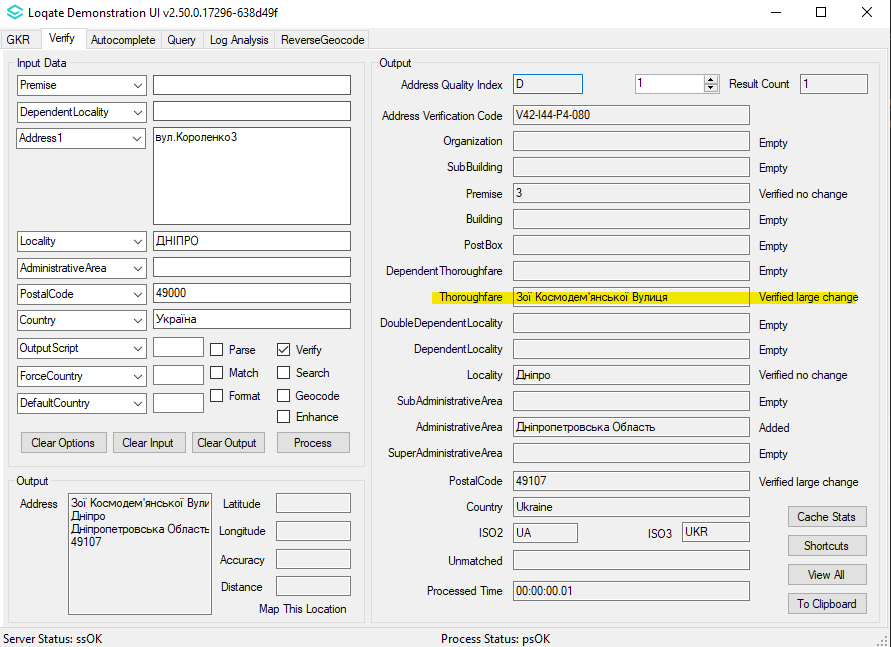 Loqate Demonstration UI v2.50.0.17296-638d49f
GKR Verify Autocomplete Query Log Analysis ReverseGeocode
Input Data
Premise
DependentLocality
Address1 вул.Короленко3
Locality ДНІПРО
AdministrativeArea
PostalCode 49000
Country Україна
OutputScript Parse Verify
ForceCountry Match Search
DefaultCountry Format Geocode
Enhance
Clear Options Clear Input Clear Output Process
Output
Address Зої Космодем'янської Вули
Дніпро
Дніпропетровська Область
49107
Latitude
Longitude
Accuracy
Distance
Map This Location
Output
Address Quality Index D 1 Result Count 1
Address Verification Code V42-I44-P4-080
Organization Empty
SubBuilding Empty
Premise 3 Verified no change
Building Empty
PostBox Empty
DependentThoroughfare Empty
Thoroughfare Зої Космодем'янської Вулиця Verified large change
DoubleDependentLocality Empty
DependentLocality Empty
Locality Дніпро Verified no change
SubAdministrativeArea Empty
AdministrativeArea Дніпропетровська Область Added
SuperAdministrativeArea Empty
PostalCode 49107 Verified large change
Country Ukraine
ISO2 UA ISO3 UKR
Unmatched
Processed Time 00:00:00.01
Cache Stats
Shortcuts
View All
To Clipboard
Server Status: ssOK Process Status: psOK